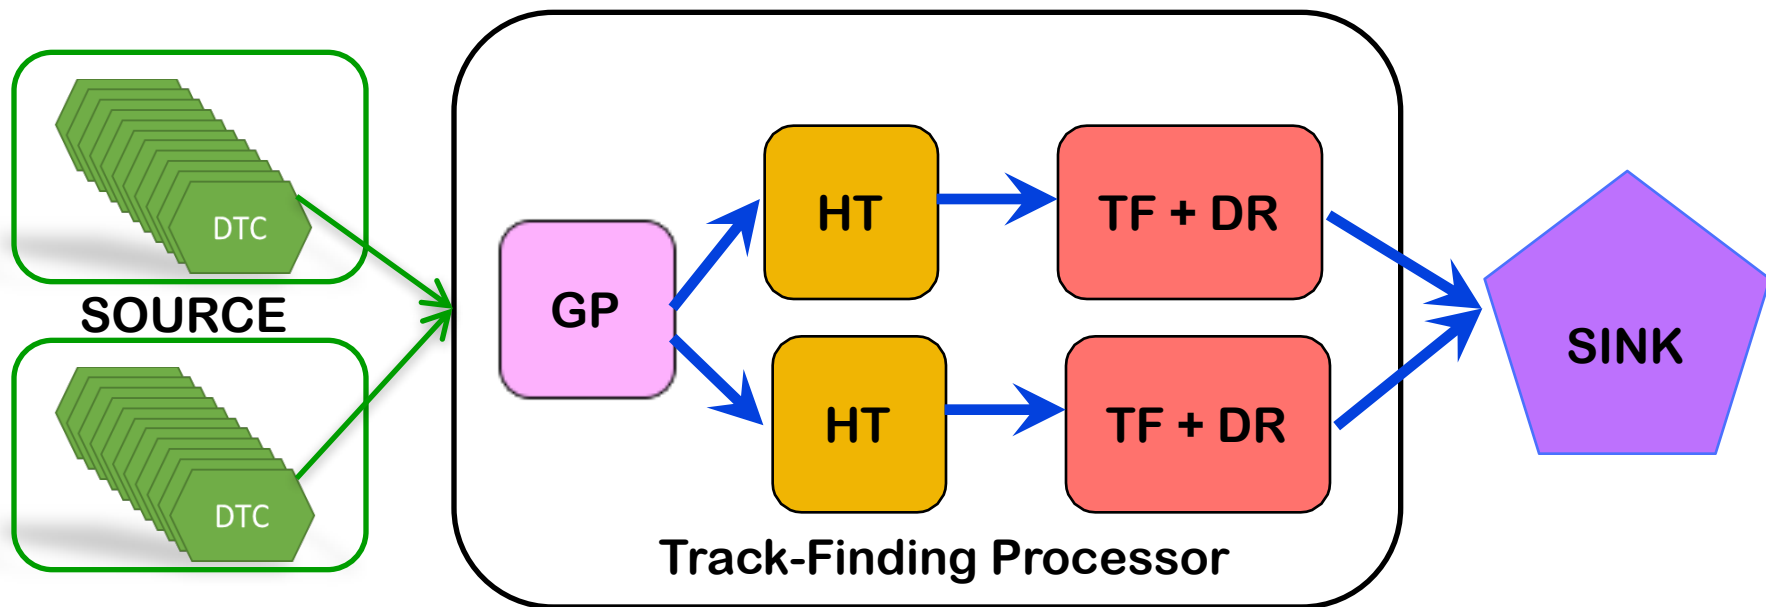 DTC
SOURCE
DTC
GP
HT
TF + DR
HT
TF + DR
Track-Finding Processor
SINK